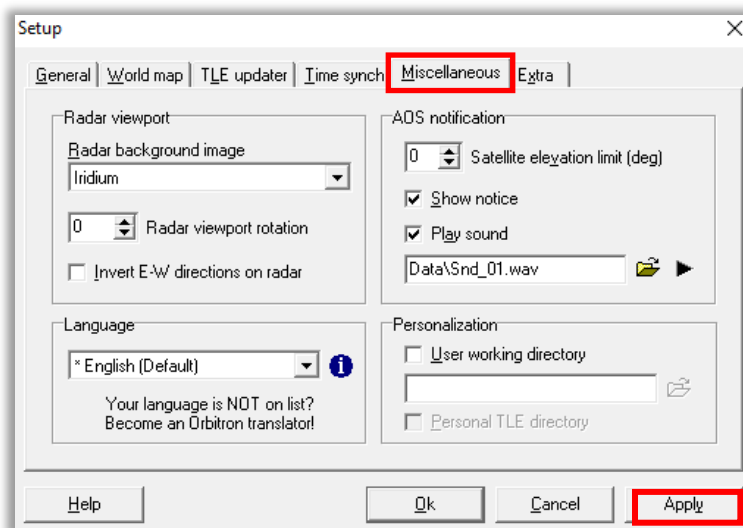 Setup
General
World map
TLE updater
Time synch
Miscellaneous
Extra
Radar viewport
Radar background image
Iridium
0 Radar viewport rotation
Invert E-W directions on radar
AOS notification
0 Satellite elevation limit (deg)
Show notice
Play sound
Data\Snd_01.wav
Language
* English (Default)
Your language is NOT on list?
Become an Orbitron translator!
Personalization
User working directory
Personal TLE directory
Help
Ok
Cancel
Apply